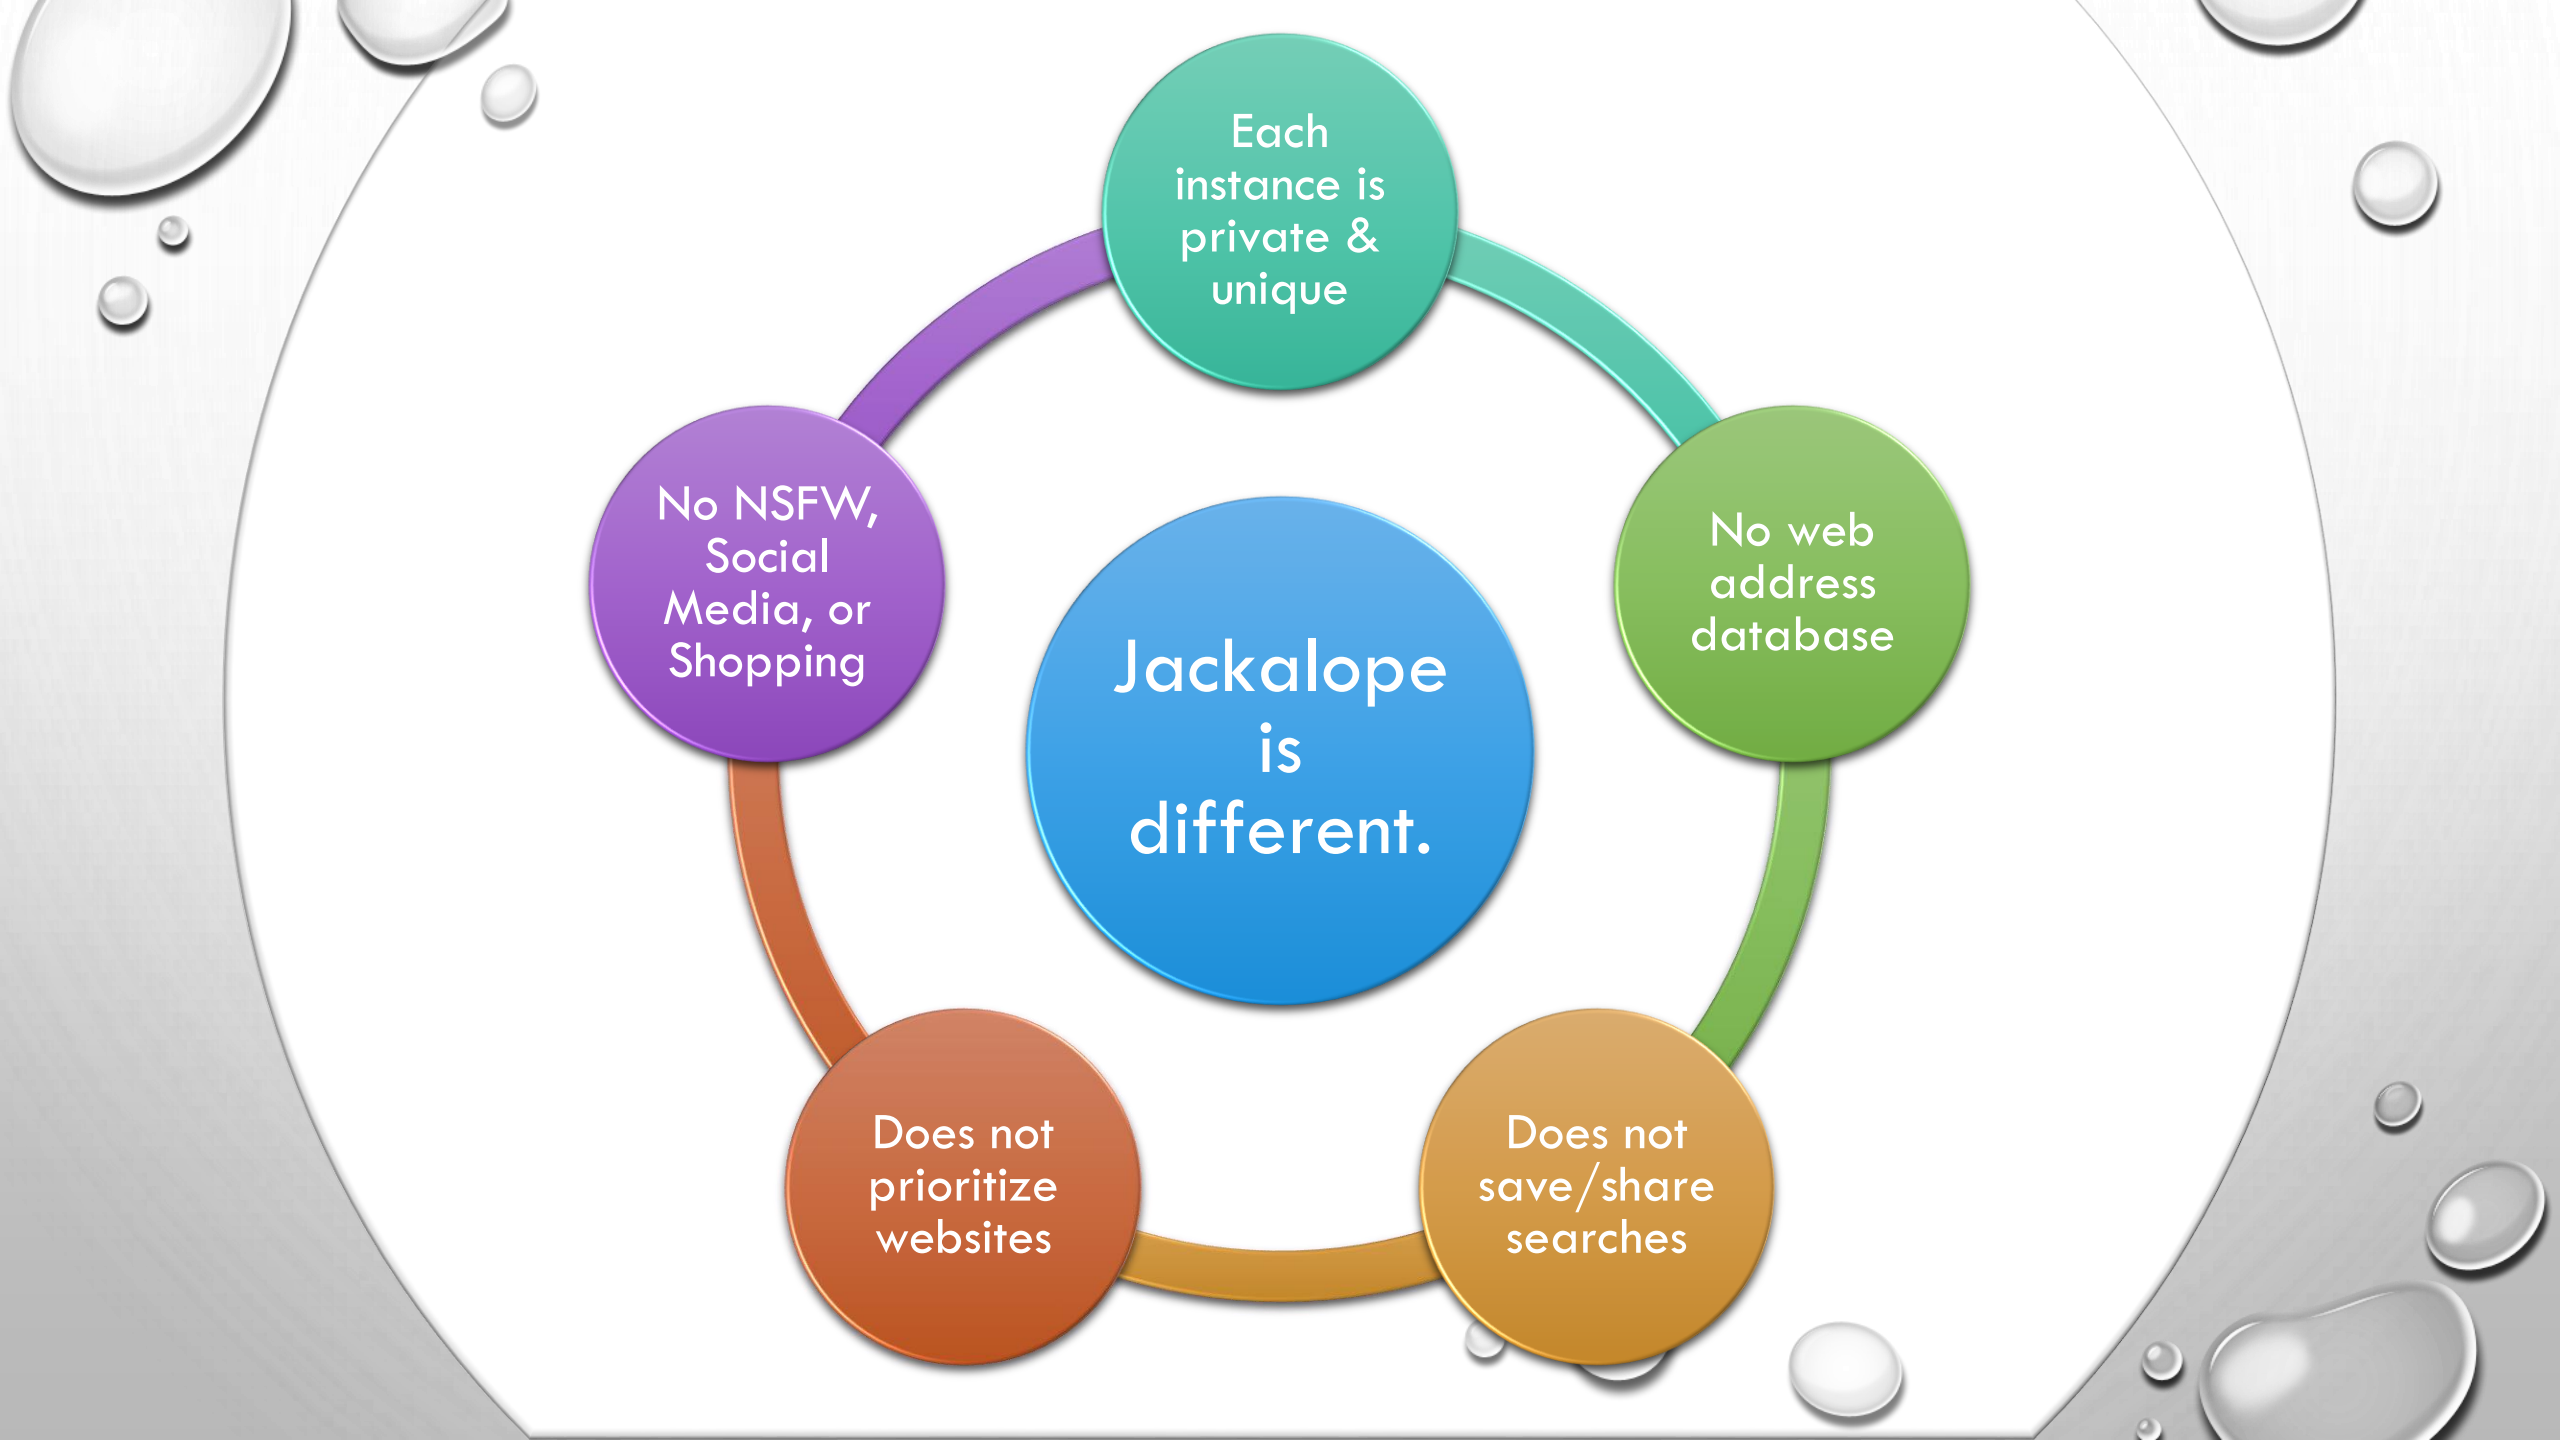 Each
instance is
private &
unique
No NSFW,
Social
Media, or
Shopping
No web
address
database
Jackalope
is
different.
Does not
prioritize
websites
Does not
save/share
searches